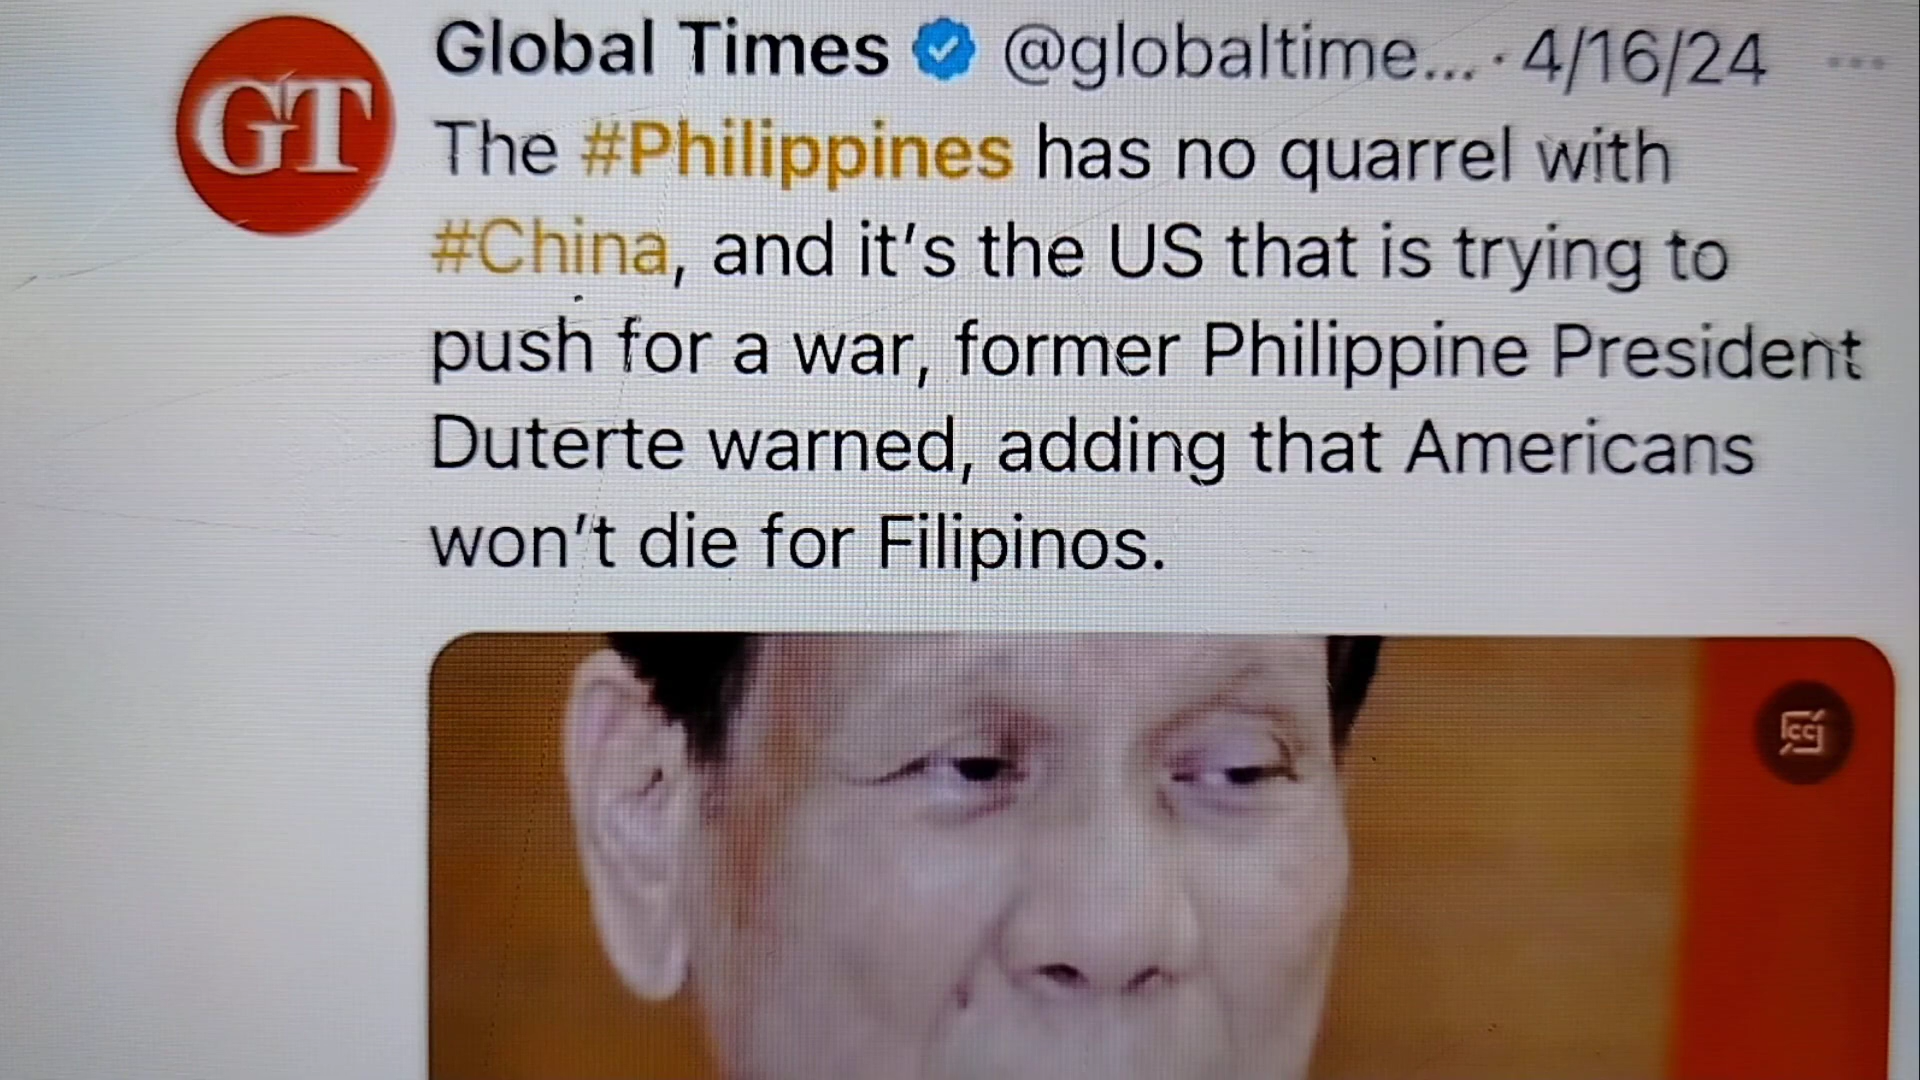 GT
Global Times @globaltime... · 4/16/24 ...
The #Philippines has no quarrel with
#China, and it's the US that is trying to
push for a war, former Philippine President
Duterte warned, adding that Americans
won't die for Filipinos.
CC